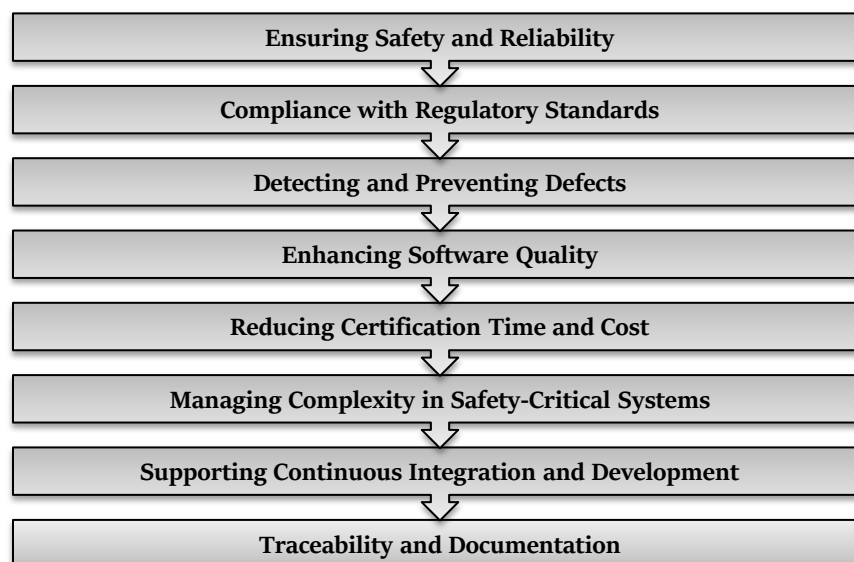 Ensuring Safety and Reliability
Compliance with Regulatory Standards
Detecting and Preventing Defects
Enhancing Software Quality
Reducing Certification Time and Cost
Managing Complexity in Safety-Critical Systems
Supporting Continuous Integration and Development
Traceability and Documentation